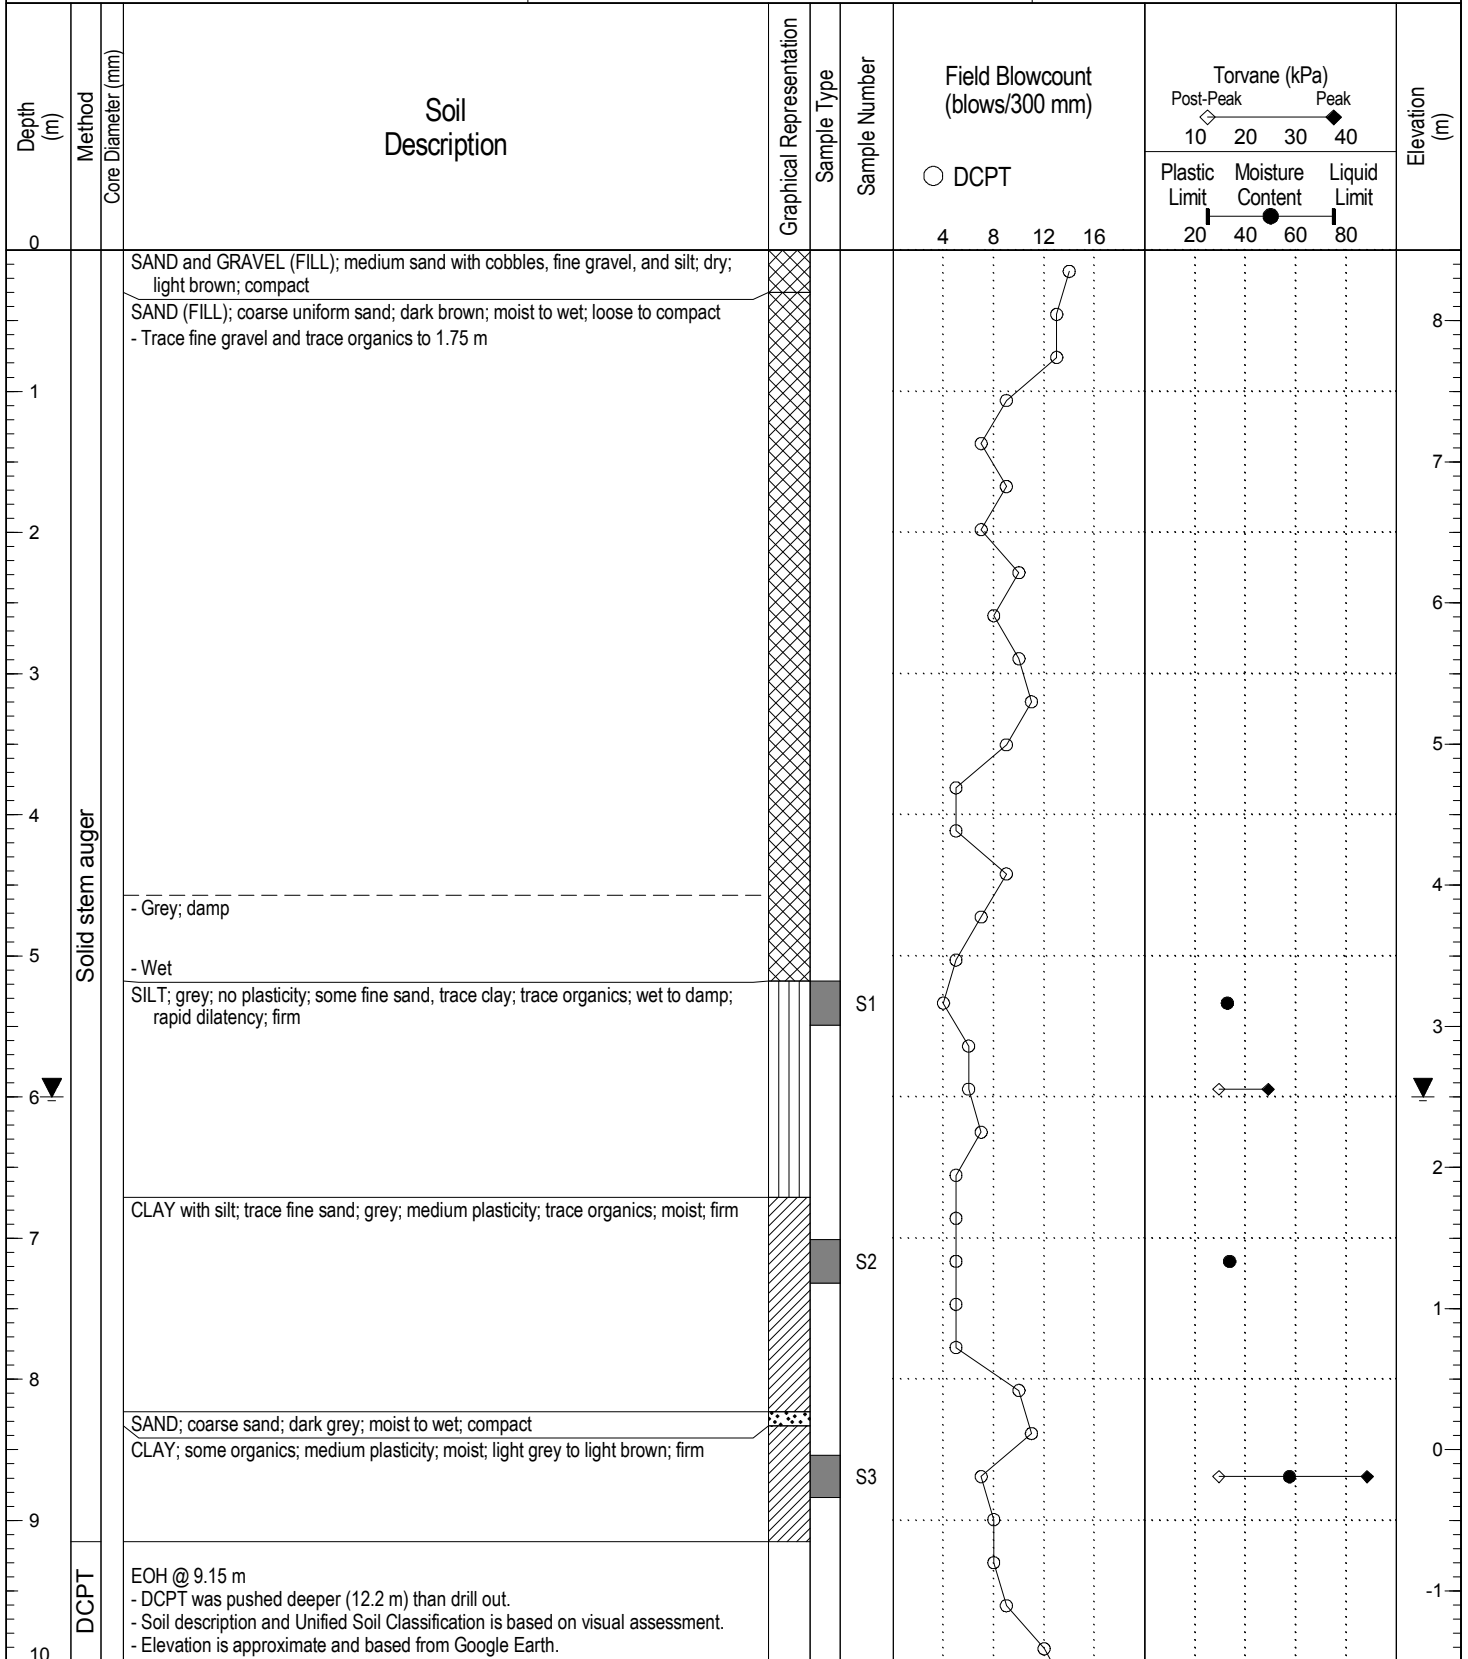 Depth
(m)
Method
Core Diameter (mm)
Soil
Description
Graphical Representation
Sample Type
Sample Number
Field Blowcount
(blows/300 mm)
DCPT
4 8 12 16
Torvane (kPa)
Post-Peak Peak
10 20 30 40
Plastic Moisture Liquid
Limit Content Limit
20 40 60 80
Elevation
(m)
0
SAND and GRAVEL (FILL); medium sand with cobbles, fine gravel, and silt; dry;
light brown; compact
SAND (FILL); coarse uniform sand; dark brown; moist to wet; loose to compact
8
- Trace fine gravel and trace organics to 1.75 m
1
7
2
6
3
5
4
Solid stem auger
4
- Grey; damp
5
- Wet
SILT; grey; no plasticity; some fine sand, trace clay; trace organics; wet to damp;
rapid dilatency; firm
S1
3
6
2
CLAY with silt; trace fine sand; grey; medium plasticity; trace organics; moist; firm
7
S2
1
8
SAND; coarse sand; dark grey; moist to wet; compact
CLAY; some organics; medium plasticity; moist; light grey to light brown; firm
0
S3
9
DCPT
EOH @ 9.15 m
- DCPT was pushed deeper (12.2 m) than drill out.
-1
- Soil description and Unified Soil Classification is based on visual assessment.
- Elevation is approximate and based from Google Earth.
10